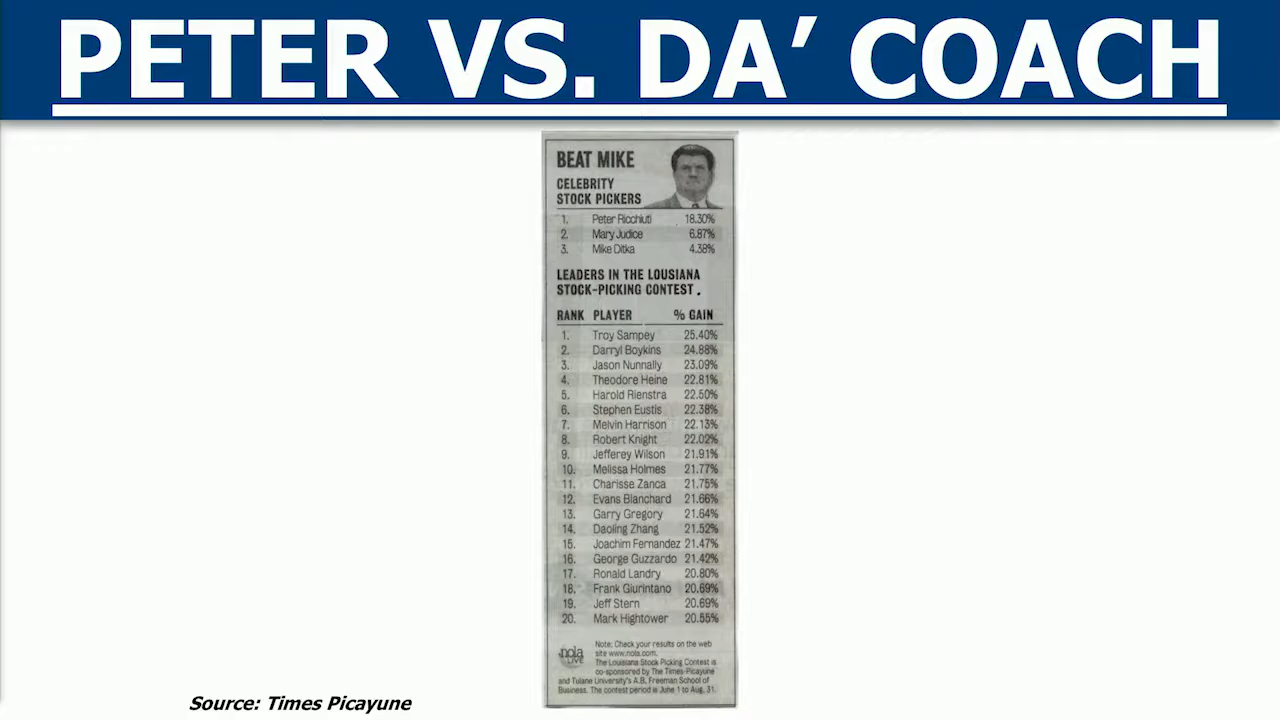 PETER VS. DA’ COACH
BEAT MIKE
CELEBRITY
STOCK PICKERS
1. Peter Ricchiuti 18.30%
2. Mary Judice 6.87%
3. Mike Ditka 4.38%
LEADERS IN THE LOUSIANA
STOCK-PICKING CONTEST.
RANK PLAYER % GAIN
1. Troy Sampey 25.40%
2. Darryl Boykins 24.88%
3. Jason Nunnally 23.09%
4. Theodore Heine 22.81%
5. Harold Rienstra 22.50%
6. Stephen Eustis 22.38%
7. Melvin Harrison 22.13%
8. Robert Knight 22.02%
9. Jefferey Wilson 21.91%
10. Melissa Holmes 21.77%
11. Charisse Zanca 21.75%
12. Evans Blanchard 21.66%
13. Garry Gregory 21.64%
14. Daoling Zhang 21.52%
15. Joachim Fernandez 21.47%
16. George Guzzardo 21.42%
17. Ronald Landry 20.80%
18. Frank Giurintano 20.69%
19. Jeff Stern 20.69%
20. Mark Hightower 20.55%
nola
LIVE
Note: Check your results on the web
site www.nola.com.
The Louisiana Stock Picking Contest is
co-sponsored by The Times-Picayune
and Tulane University's A.B. Freeman School of
Business. The contest period is June 1 to Aug. 31.
Source: Times Picayune